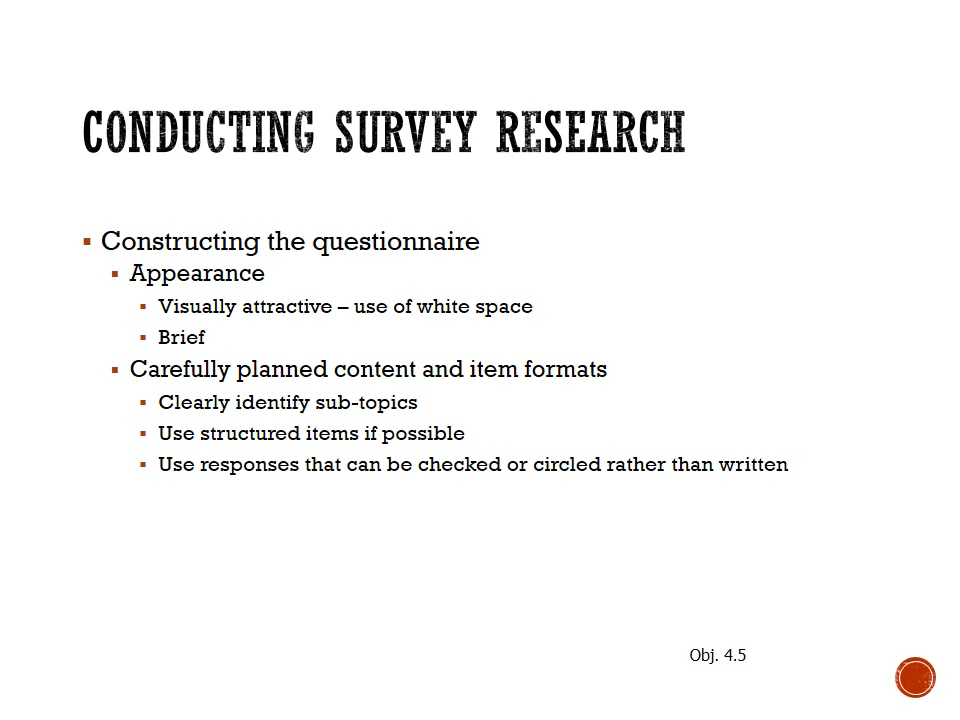 CONDUCTING SURVEY RESEARCH
▪ Constructing the questionnaire
▪ Appearance
▪ Visually attractive – use of white space
▪ Brief
▪ Carefully planned content and item formats
▪ Clearly identify sub-topics
▪ Use structured items if possible
▪ Use responses that can be checked or circled rather than written
Obj. 4.5